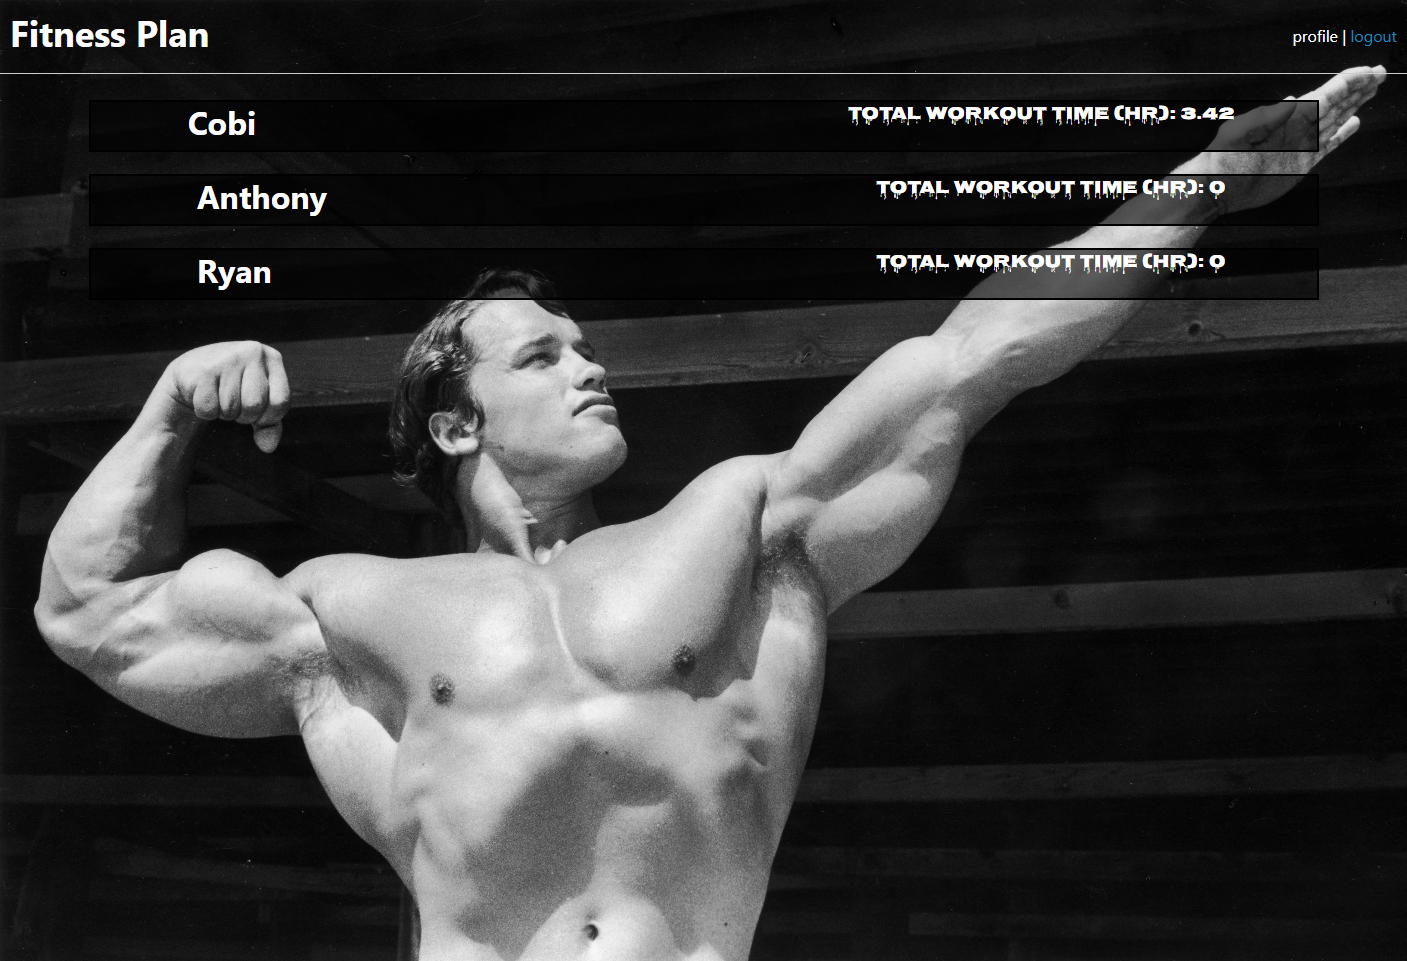 Fitness Plan
profile | logout
Cobi
TOTAL WORKOUT TIME (HR): 3.42
Anthony
TOTAL WORKOUT TIME (HR): 0
Ryan
TOTAL WORKOUT TIME (HR): 0